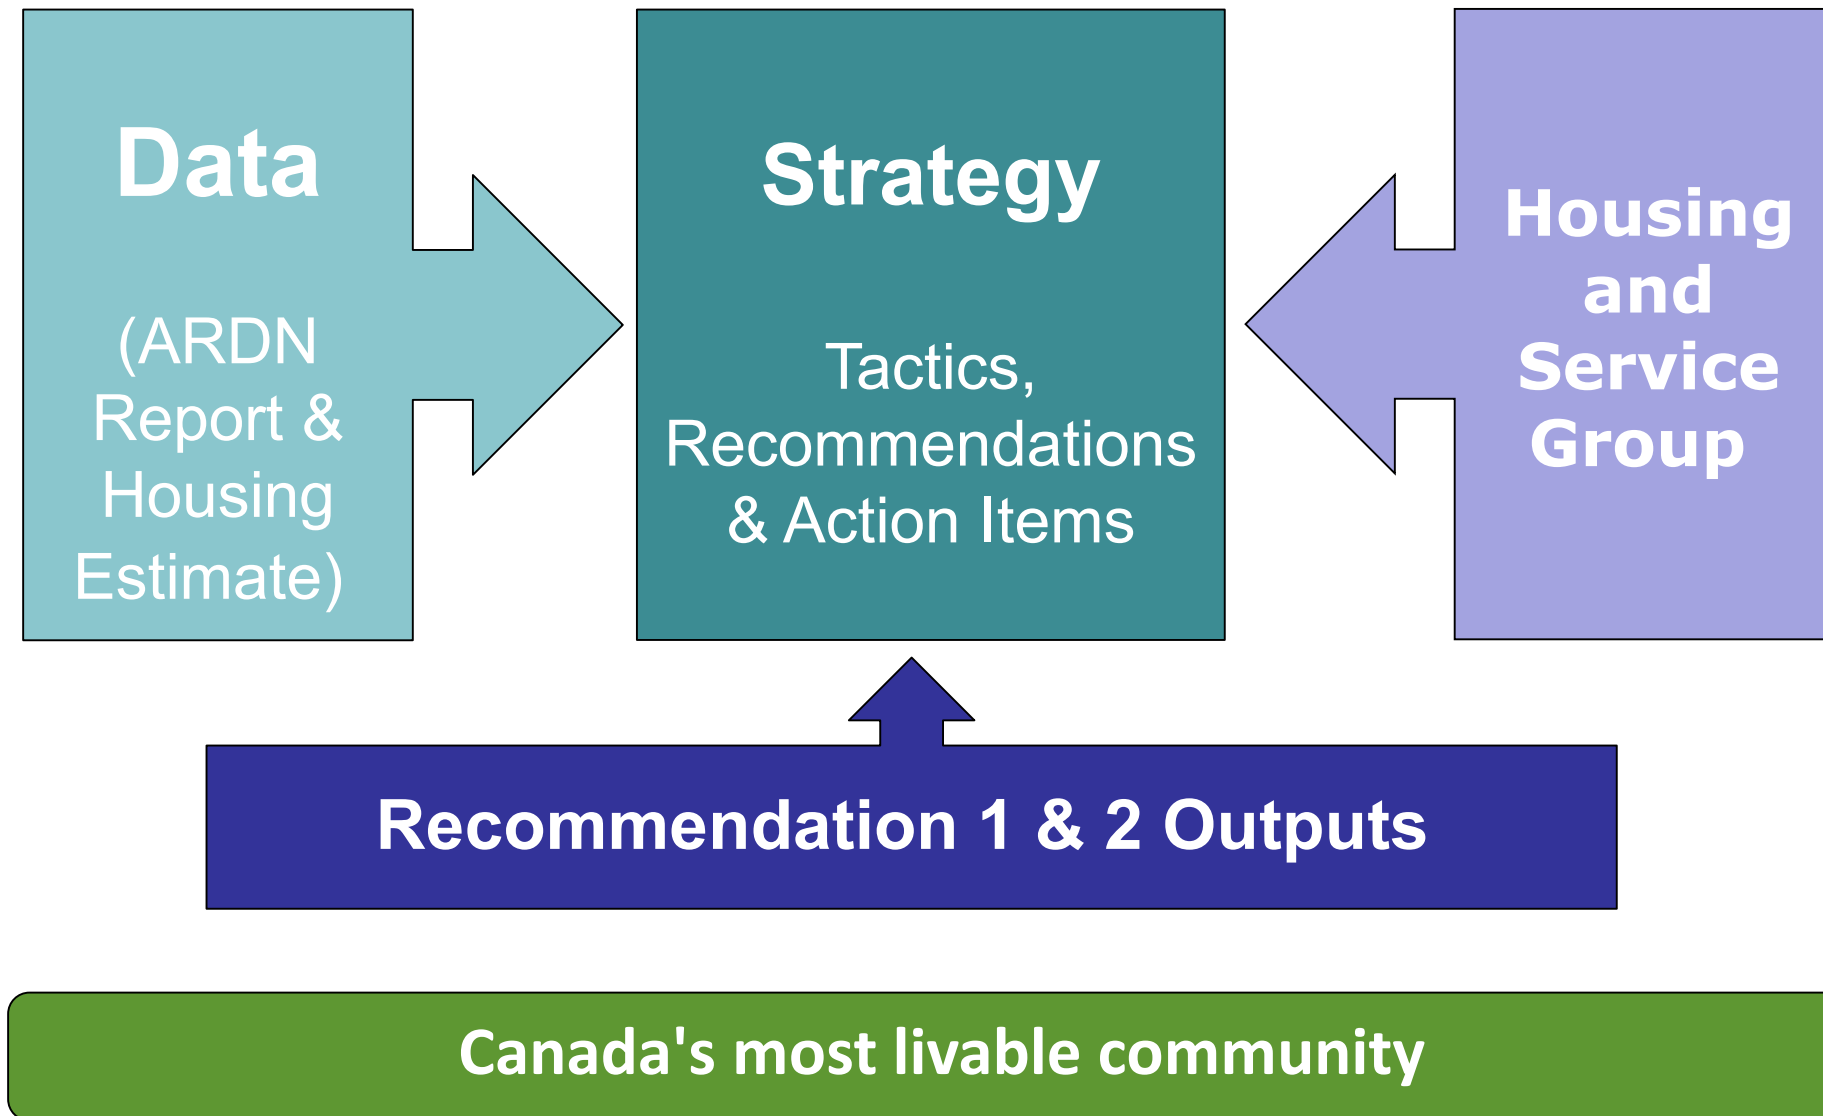 Data
(ARDN
Report &
Housing
Estimate)
Strategy
Tactics,
Recommendations
& Action Items
Housing
and
Service
Group
Recommendation 1 & 2 Outputs
Canada's most livable community